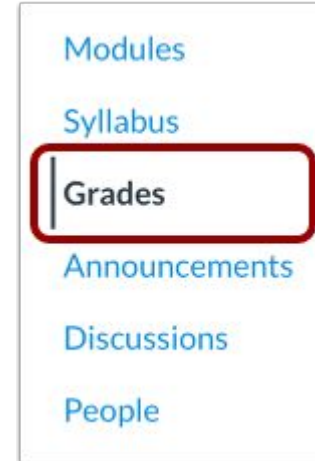 Modules
Syllabus
Grades
Announcements
Discussions
People